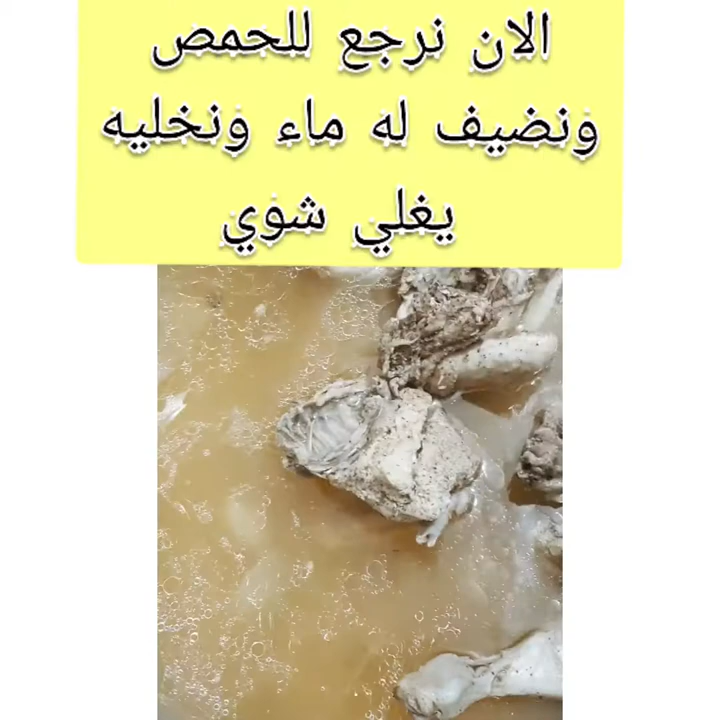 الان نرجع للحمص
ونضيف له ماء ونخليه
يغلي شوي